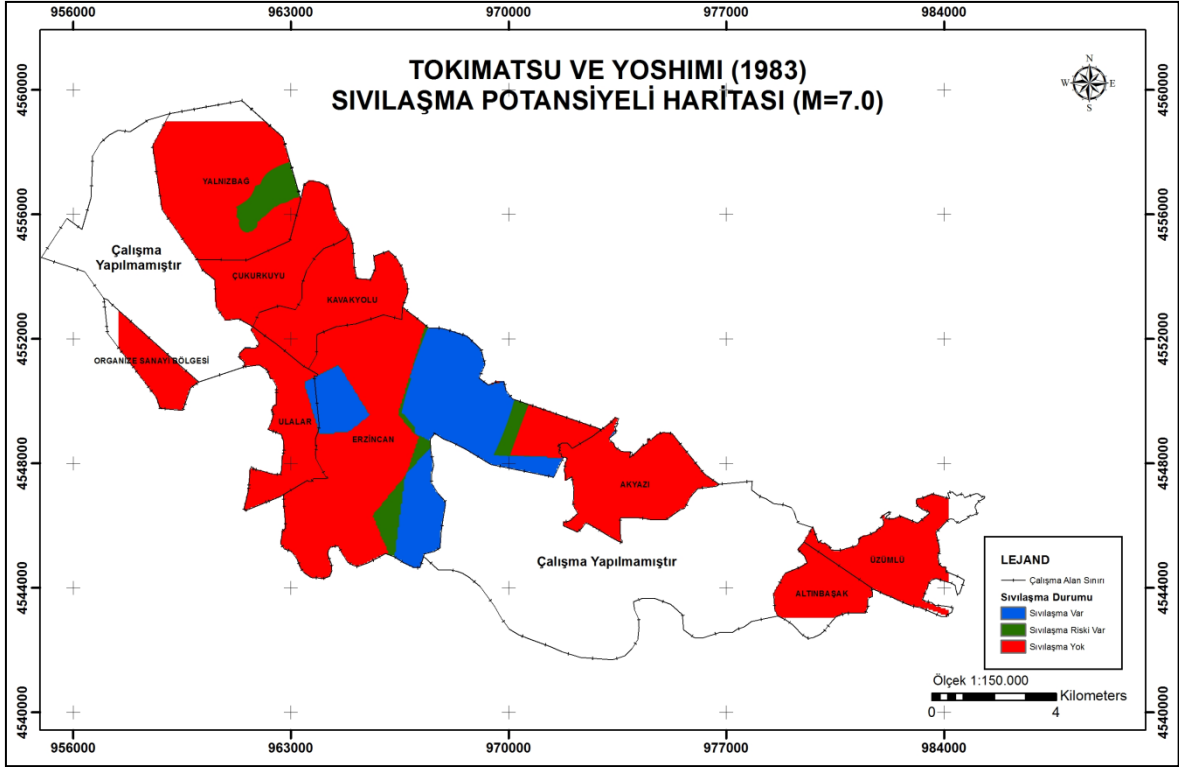 956000 963000 970000 977000 984000
TOKIMATSU VE YOSHIMI (1983)
SIVILAŞMA POTANSİYELİ HARİTASI (M=7.0)
N
W E
S
4560000 4560000
YALNIZBAĞ
4556000 4556000
Çalışma
Yapılmamıştır
ÇUKURKUYU
KAVAKYOLU
4552000 4552000
ORGANİZE SANAYİ BÖLGESİ
ULALAR
ERZİNCAN
4548000 4548000
AKYAZI
Çalışma Yapılmamıştır
ÜZÜMLÜ
ALTINBAŞAK
4544000 4544000
LEJAND
Çalışma Alan Sınırı
Sıvılaşma Durumu
Sıvılaşma Var
Sıvılaşma Riski Var
Sıvılaşma Yok
Ölçek 1:150.000
Kilometers
0 4
4540000 4540000
956000 963000 970000 977000 984000